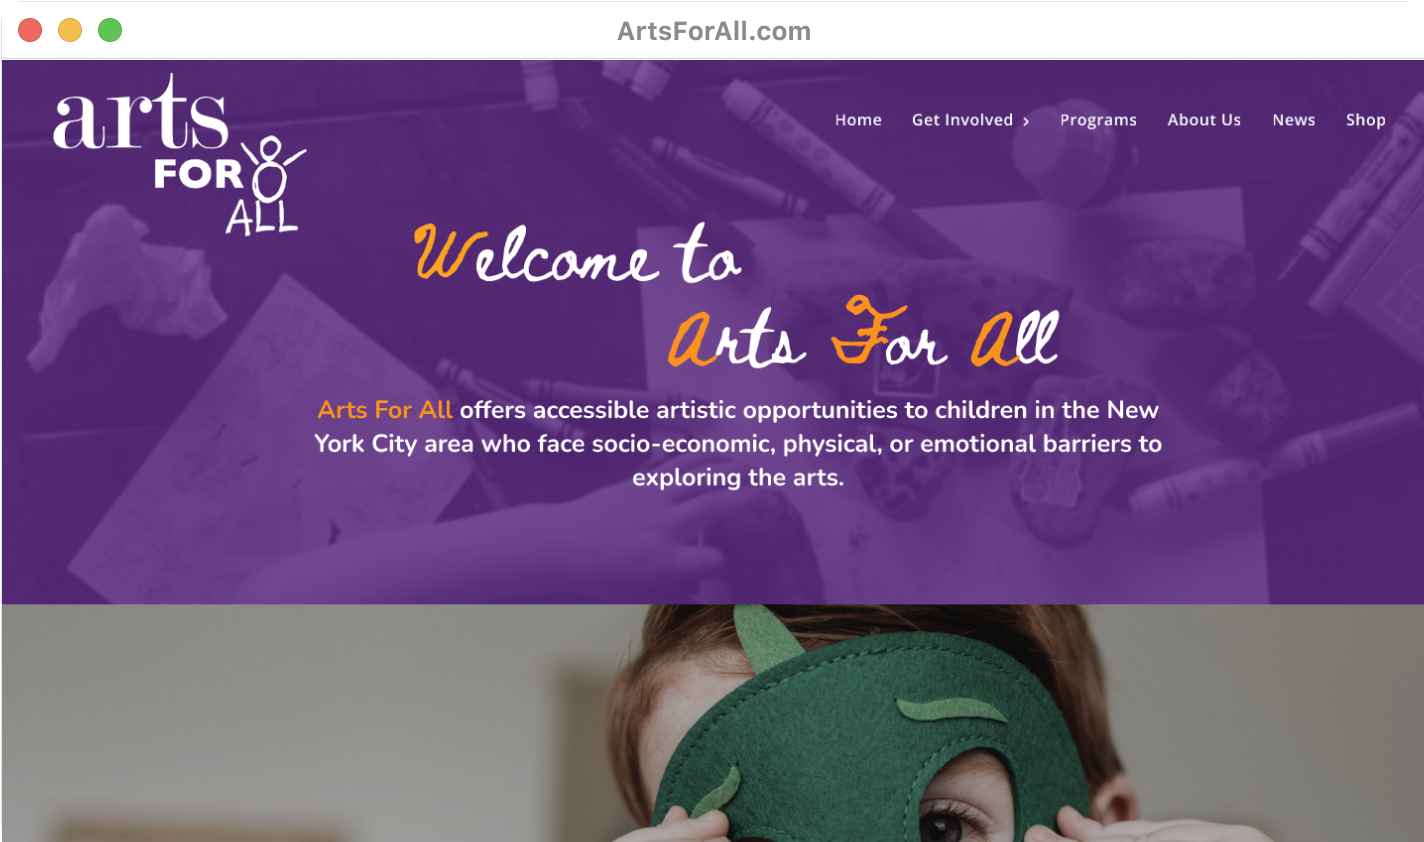 ArtsForAll.com
arts
FOR
ALL
Home Get Involved › Programs About Us News Shop
Welcome to
Arts For All
Arts For All offers accessible artistic opportunities to children in the New
York City area who face socio-economic, physical, or emotional barriers to
exploring the arts.